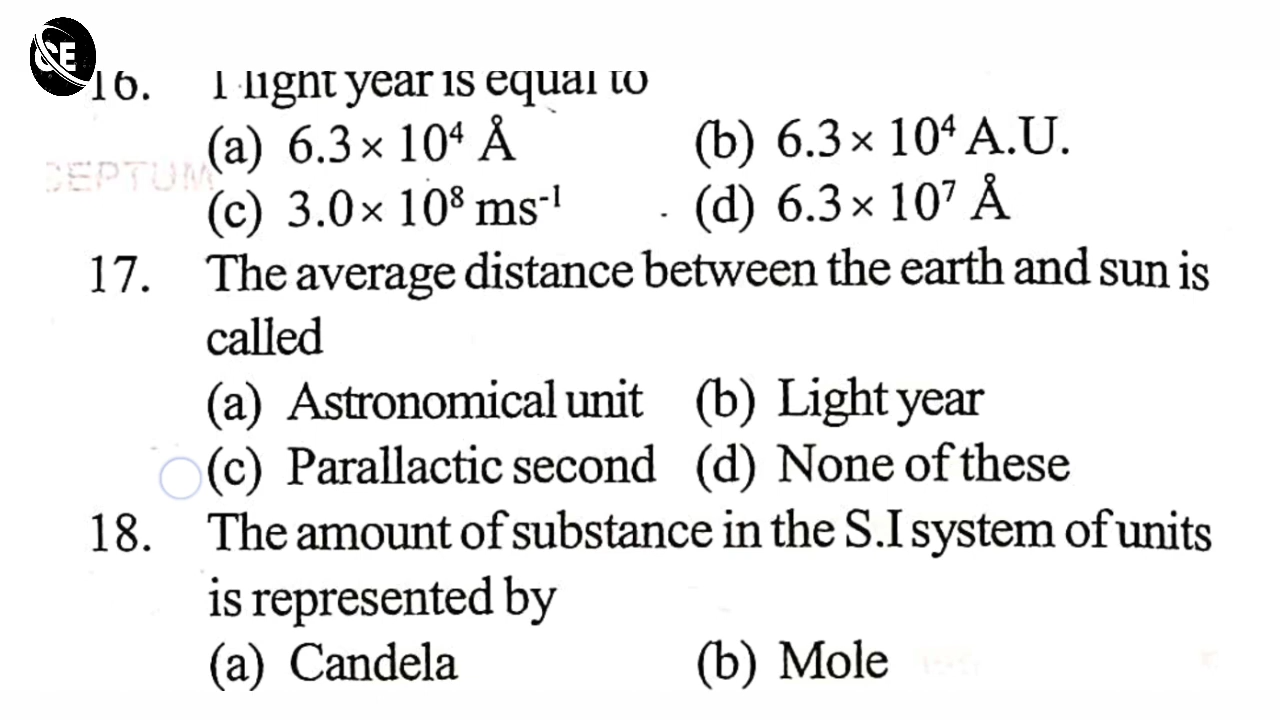 CE
16. 1 light year is equal to
(a) 6.3 × 10⁴ Å (b) 6.3 × 10⁴ A.U.
CEPTUM
(c) 3.0 × 10⁸ ms⁻¹ (d) 6.3 × 10⁷ Å
17. The average distance between the earth and sun is
called
(a) Astronomical unit (b) Light year
(c) Parallactic second (d) None of these
18. The amount of substance in the S.I system of units
is represented by
(a) Candela (b) Mole